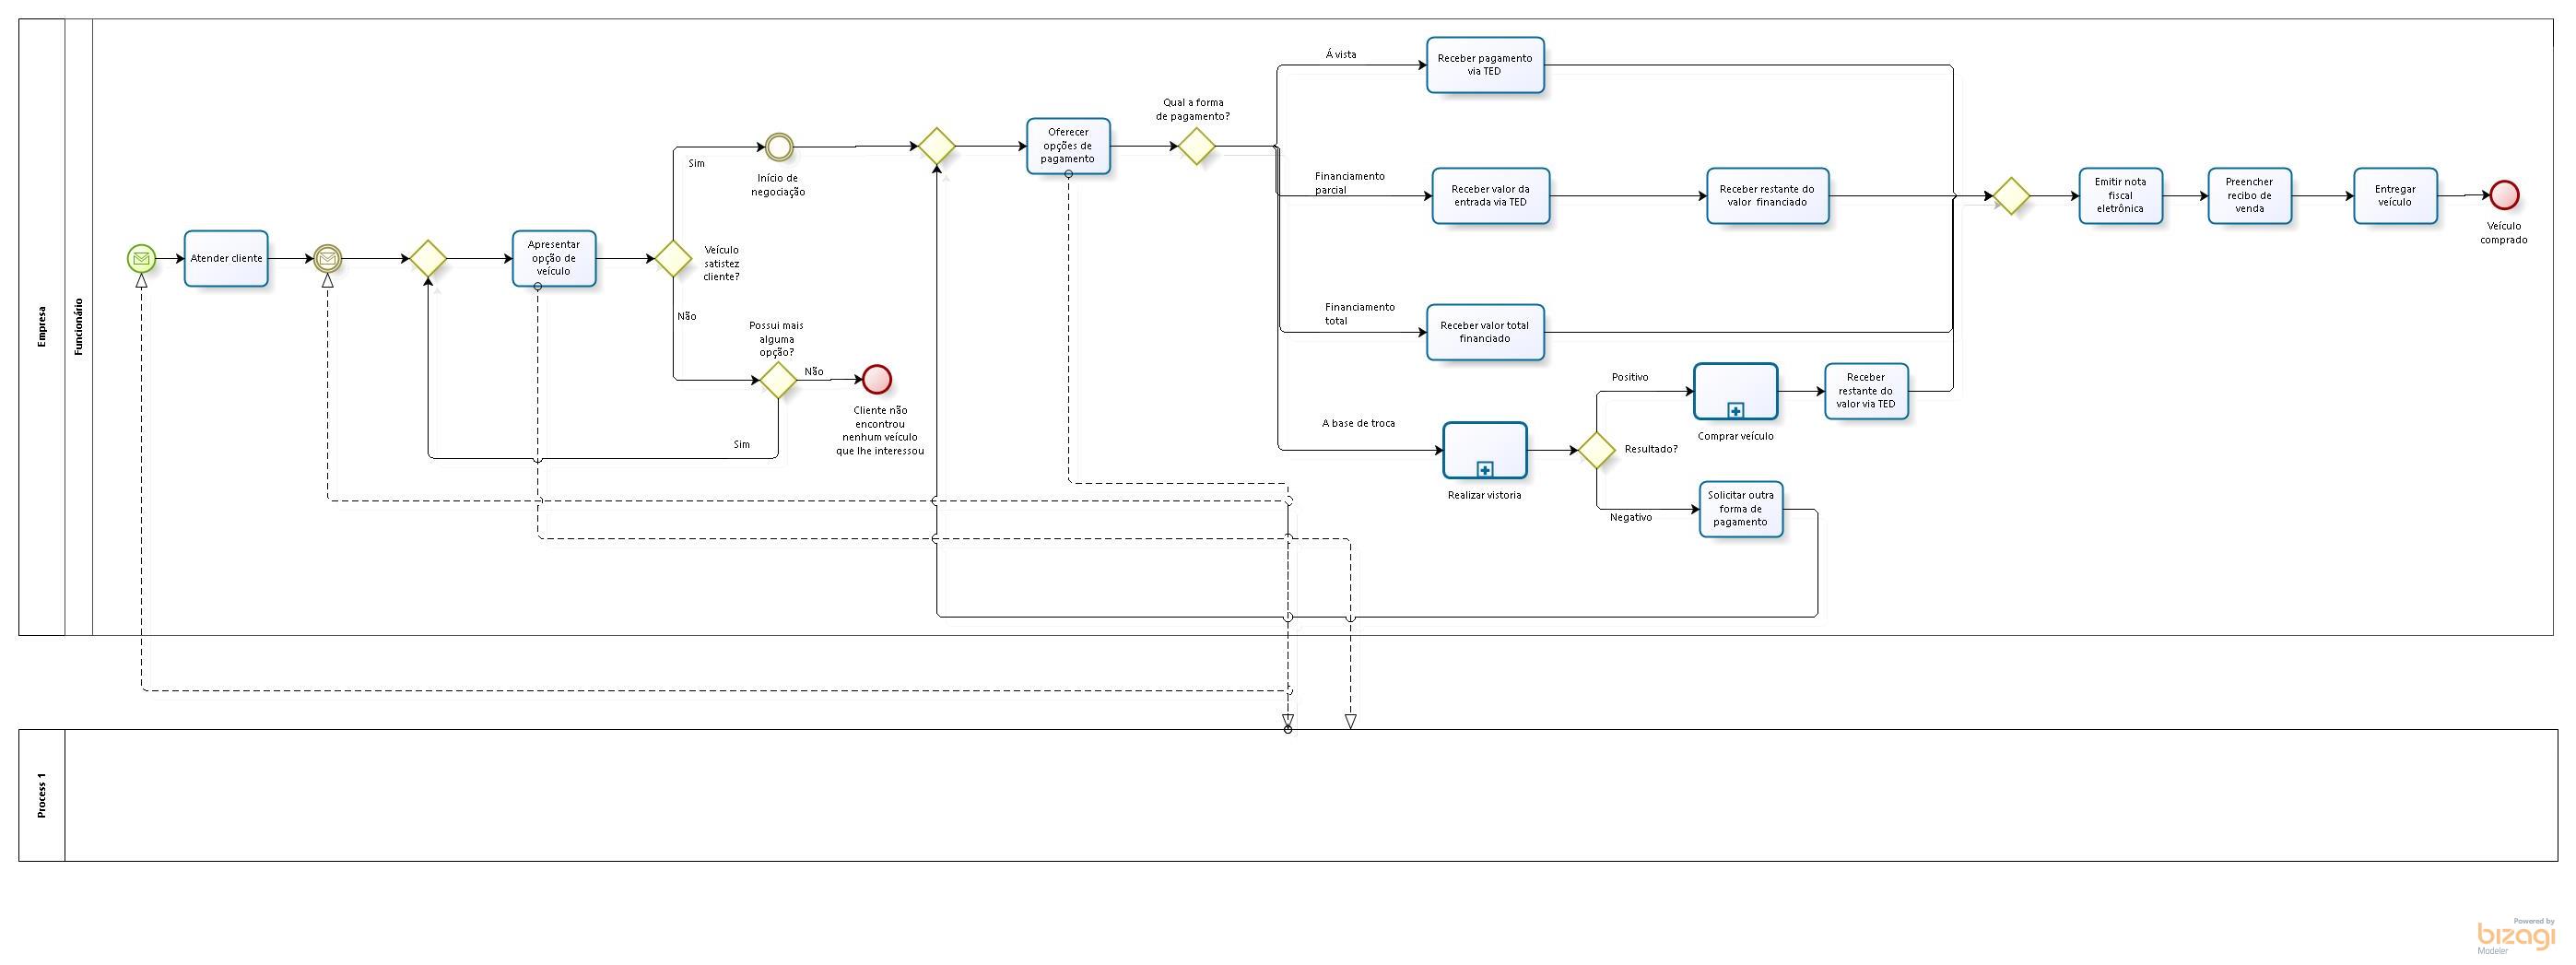 Empresa
Funcionário
Atender cliente
Apresentar
opção de
veículo
Veículo
satistez
cliente?
Sim
Não
Início de
negociação
Possui mais
alguma
opção?
Não
Sim
Cliente não
encontrou
nenhum veículo
que lhe interessou
Oferecer
opções de
pagamento
Qual a forma
de pagamento?
Á vista
Receber pagamento
via TED
Financiamento
parcial
Receber valor da
entrada via TED
Receber restante do
valor financiado
Financiamento
total
Receber valor total
financiado
A base de troca
Realizar vistoria
Resultado?
Positivo
Comprar veículo
Receber
restante do
valor via TED
Negativo
Solicitar outra
forma de
pagamento
Emitir nota
fiscal
eletrônica
Preencher
recibo de
venda
Entregar
veículo
Veículo
comprado
Process 1
Powered by
bizagi
Modeler